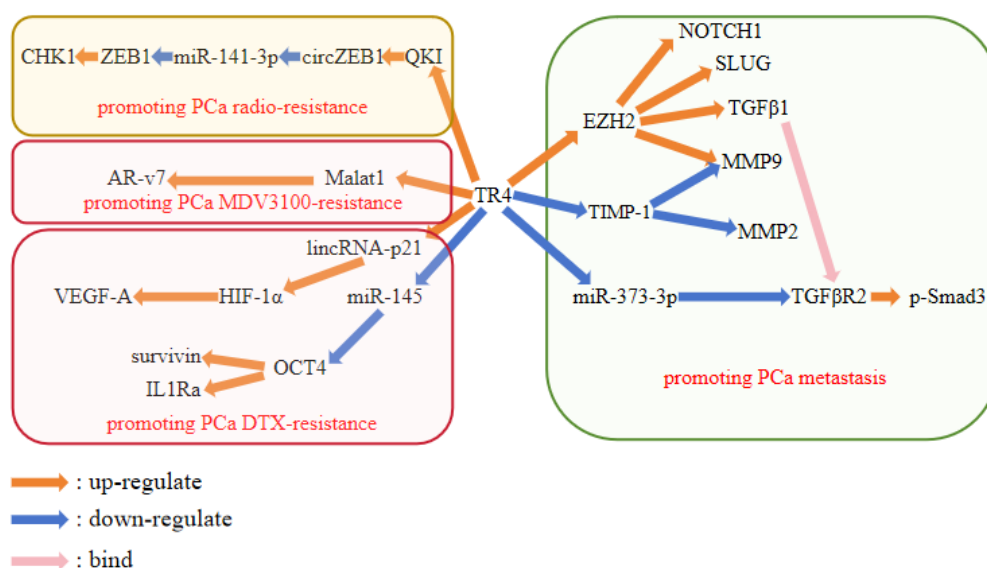 NOTCH1
CHK1 ZEB1 miR-141-3p circZEB1 QKI
SLUG
promoting PCa radio-resistance
TGFβ1
EZH2
MMP9
AR-v7 Malat1
promoting PCa MDV3100-resistance
TR4
TIMP-1
MMP2
lincRNA-p21
VEGF-A HIF-1α miR-145
miR-373-3p TGFβR2 p-Smad3
survivin
OCT4
IL1Ra
promoting PCa metastasis
promoting PCa DTX-resistance
: up-regulate
: down-regulate
: bind